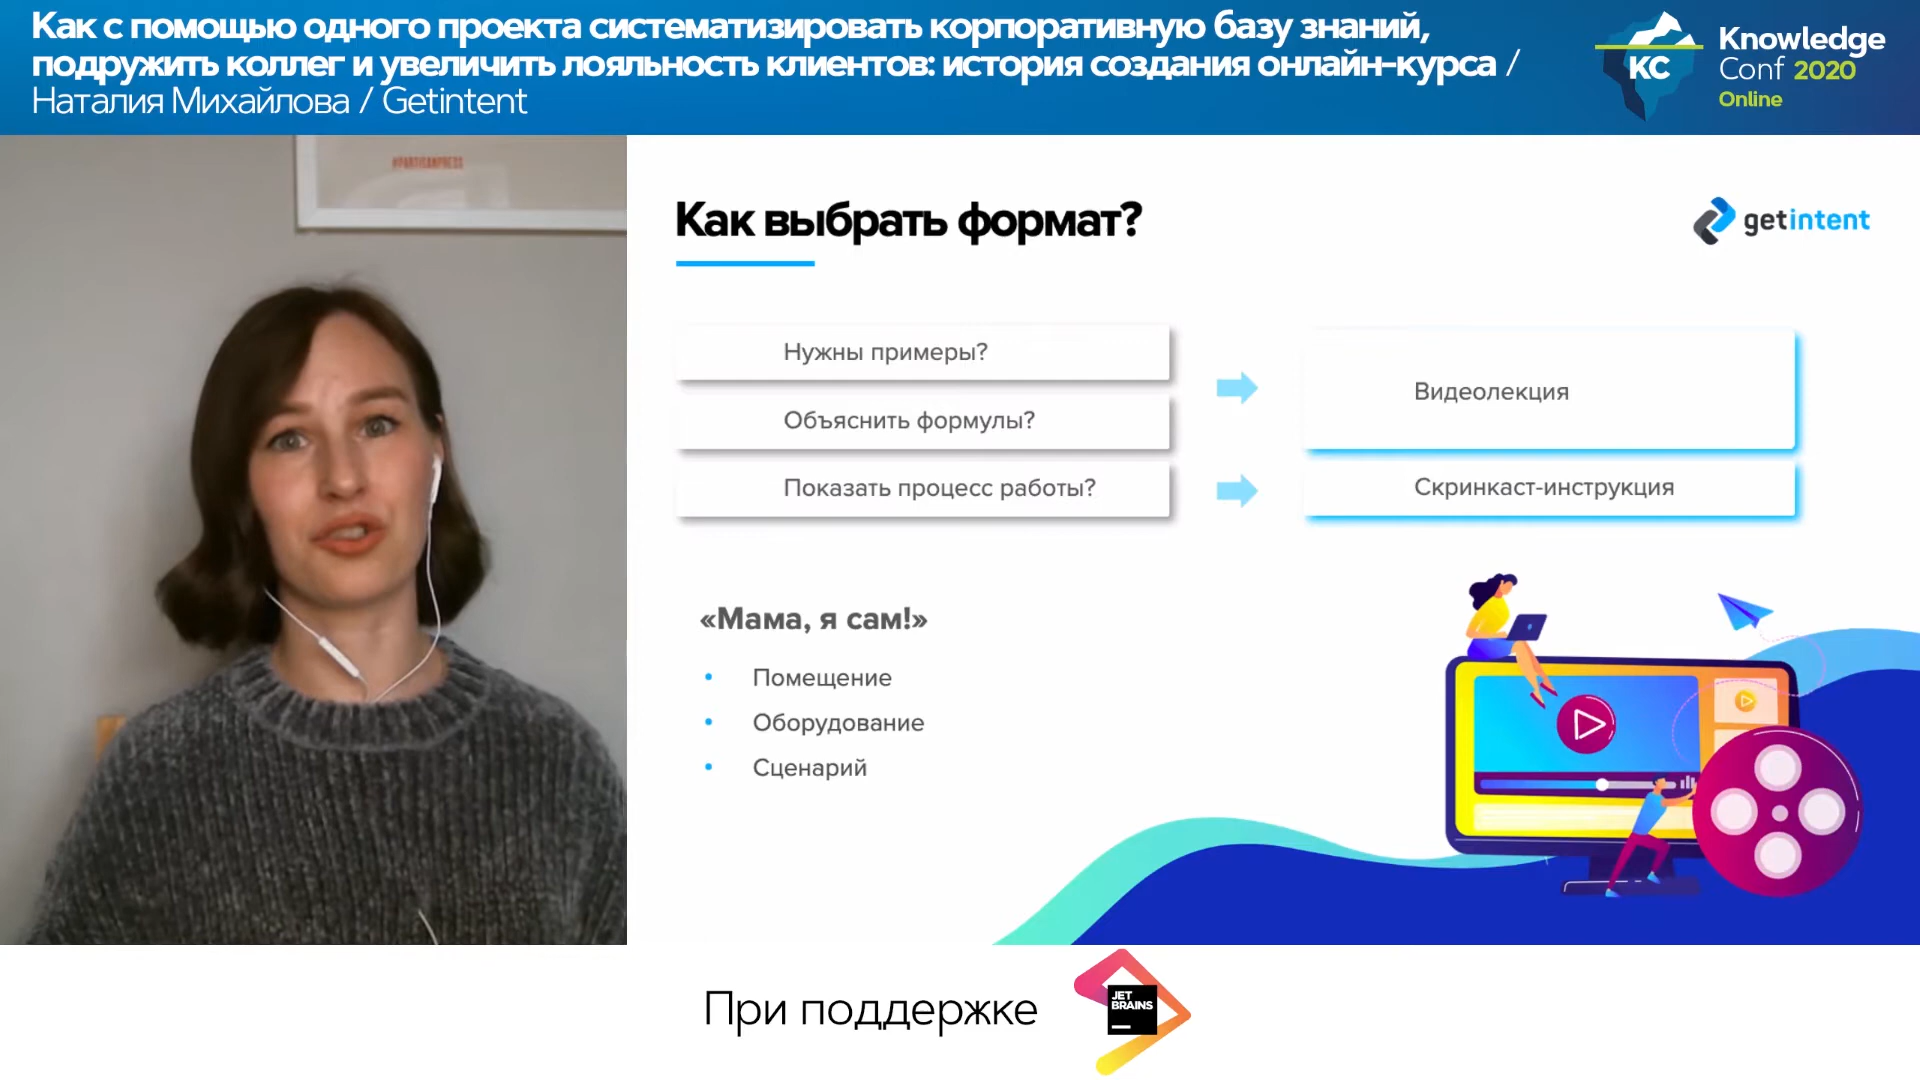 Как с помощью одного проекта систематизировать корпоративную базу знаний,
подружить коллег и увеличить лояльность клиентов: история создания онлайн-курса /
Наталия Михайлова / Getintent
КС
Knowledge
Conf 2020
Online
#PARTISANPRESS
Как выбрать формат?
getintent
Нужны примеры?
Объяснить формулы?
Показать процесс работы?
Видеолекция
Скринкаст-инструкция
«Мама, я сам!»
• Помещение
• Оборудование
• Сценарий
При поддержке
JET
BRAINS